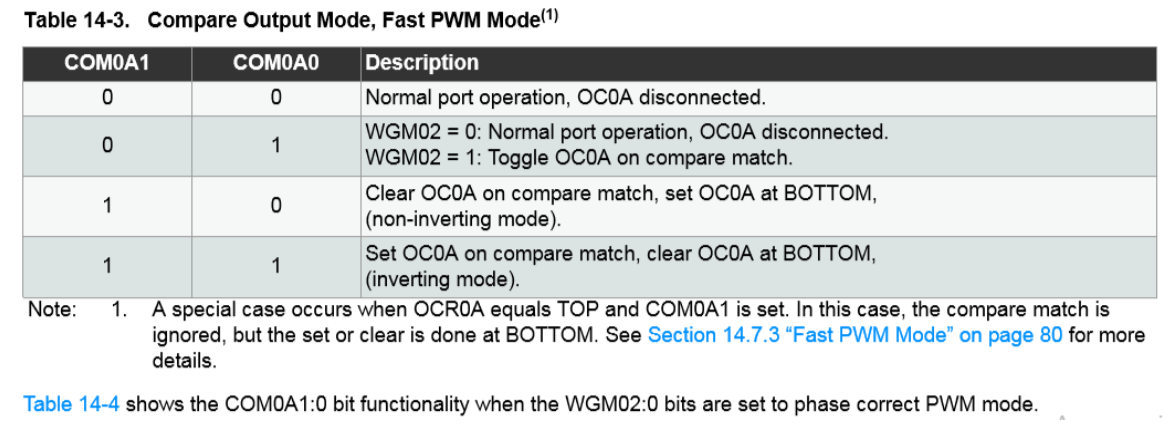 Table 14-3. Compare Output Mode, Fast PWM Mode(1)
COM0A1 COM0A0 Description
0 0 Normal port operation, OC0A disconnected.
0 1 WGM02 = 0: Normal port operation, OC0A disconnected.
WGM02 = 1: Toggle OC0A on compare match.
1 0 Clear OC0A on compare match, set OC0A at BOTTOM,
(non-inverting mode).
1 1 Set OC0A on compare match, clear OC0A at BOTTOM,
(inverting mode).
Note: 1. A special case occurs when OCR0A equals TOP and COM0A1 is set. In this case, the compare match is
ignored, but the set or clear is done at BOTTOM. See Section 14.7.3 “Fast PWM Mode” on page 80 for more
details.
Table 14-4 shows the COM0A1:0 bit functionality when the WGM02:0 bits are set to phase correct PWM mode.